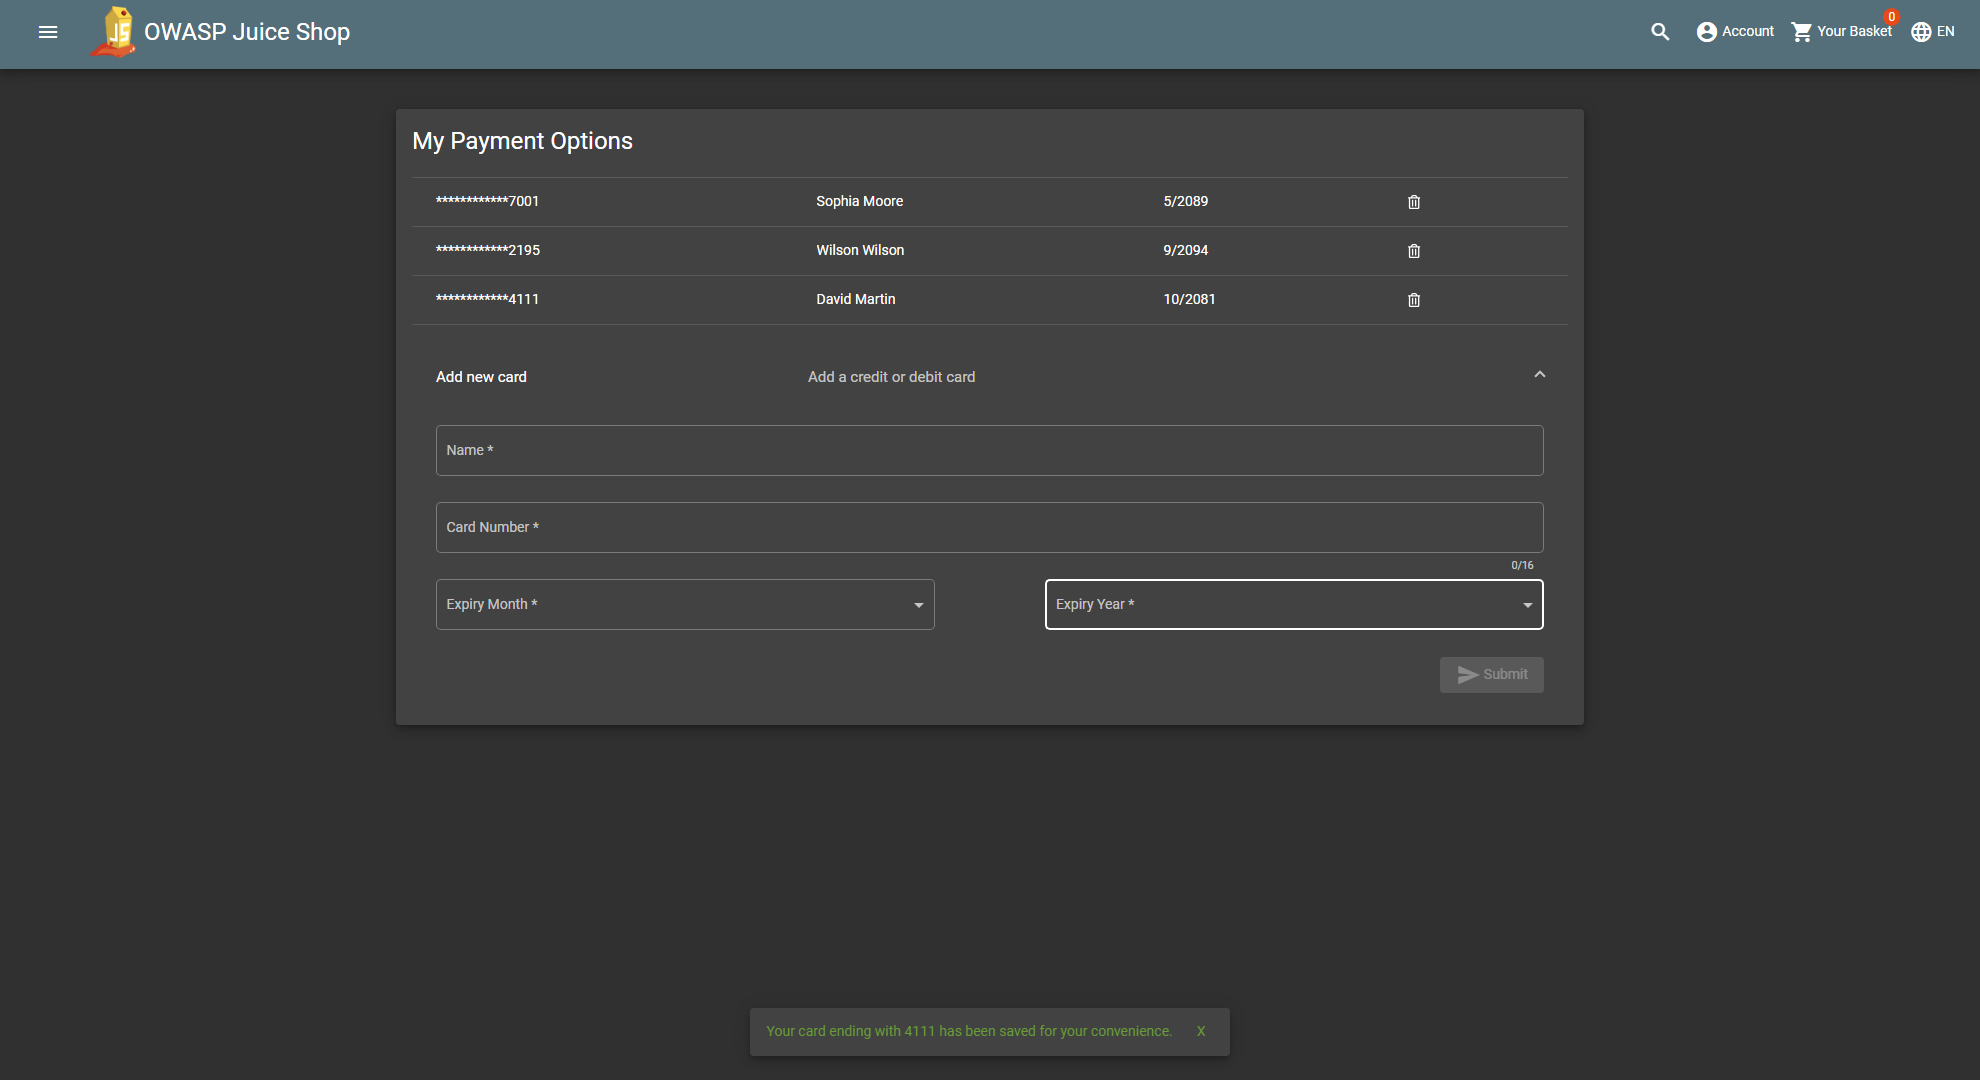 OWASP Juice Shop
Account
Your Basket
0
EN
My Payment Options
************7001 Sophia Moore 5/2089
************2195 Wilson Wilson 9/2094
************4111 David Martin 10/2081
Add new card Add a credit or debit card
Name *
Card Number *
0/16
Expiry Month * Expiry Year *
Submit
Your card ending with 4111 has been saved for your convenience. X